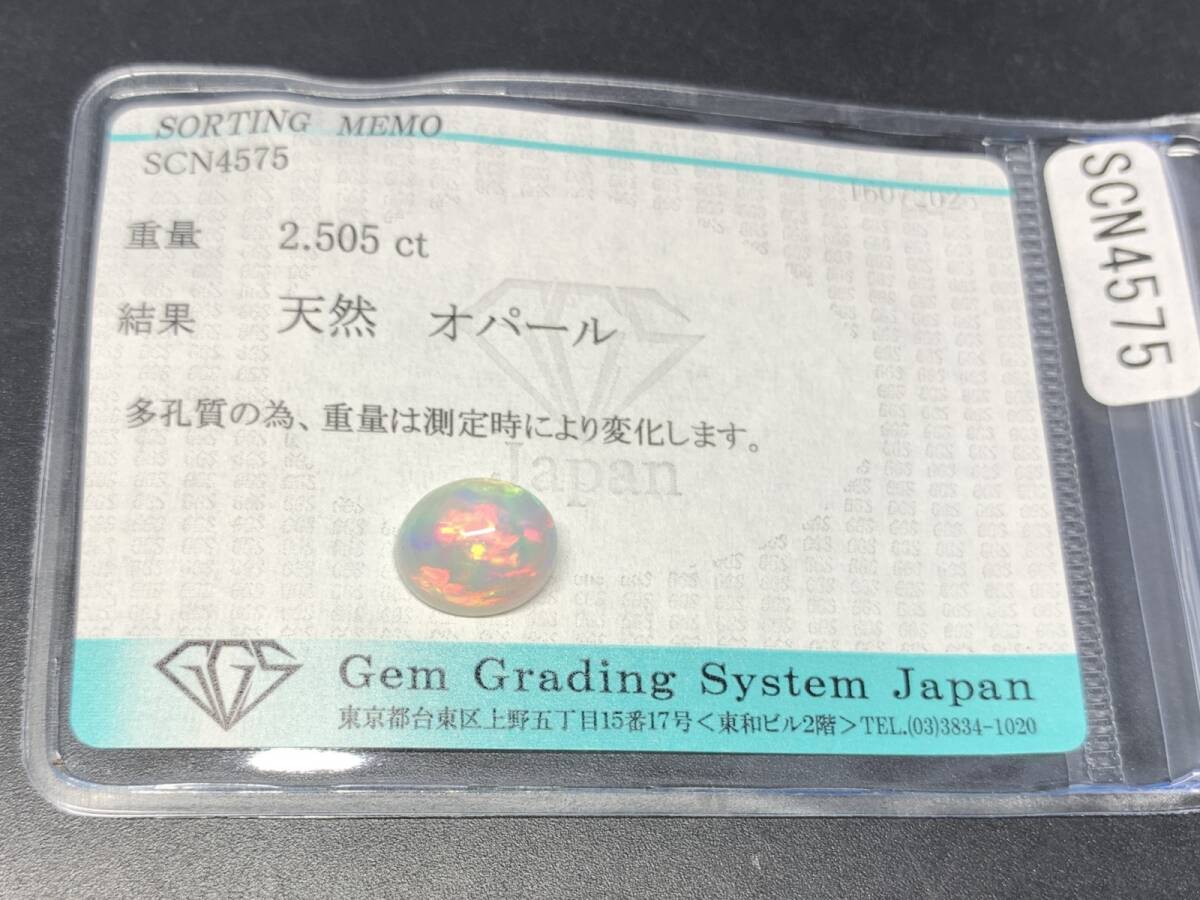 SORTING MEMO
SCN4575
重量 2.505 ct
結果 天然 オパール
多孔質の為、重量は測定時により変化します。
Japan
GGS
Gem Grading System Japan
東京都台東区上野五丁目15番17号<東和ビル2階>TEL.(03)3834-1020
SCN4575